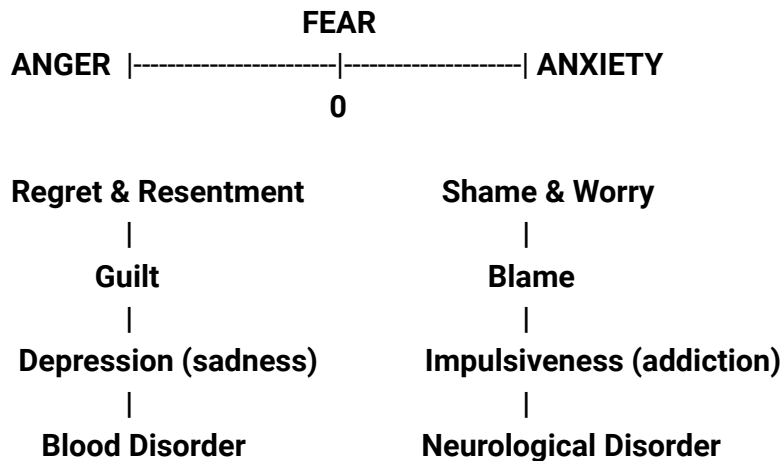 FEAR
ANGER |------------------------|---------------------| ANXIETY
0
Regret & Resentment Shame & Worry
| |
Guilt Blame
| |
Depression (sadness) Impulsiveness (addiction)
| |
Blood Disorder Neurological Disorder